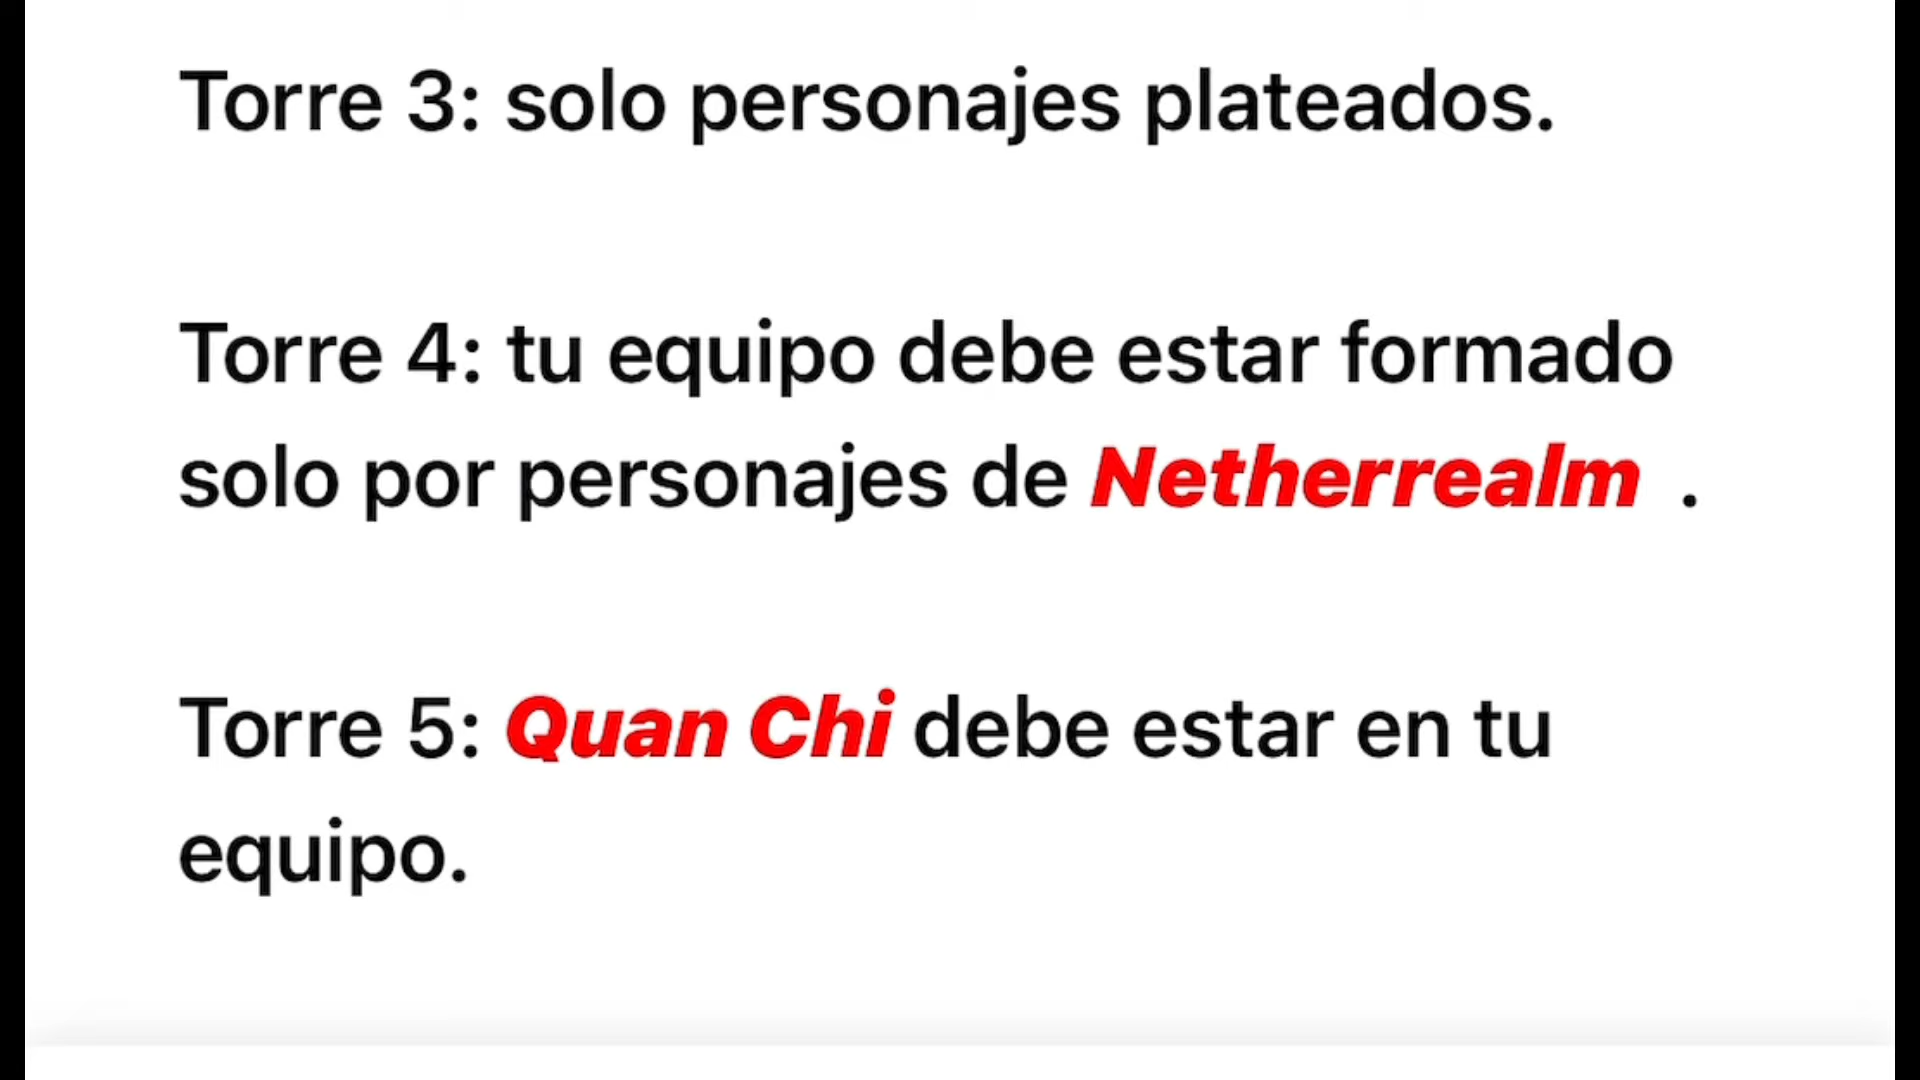 Torre 3: solo personajes plateados.
Torre 4: tu equipo debe estar formado
solo por personajes de Netherrealm .
Torre 5: Quan Chi debe estar en tu
equipo.